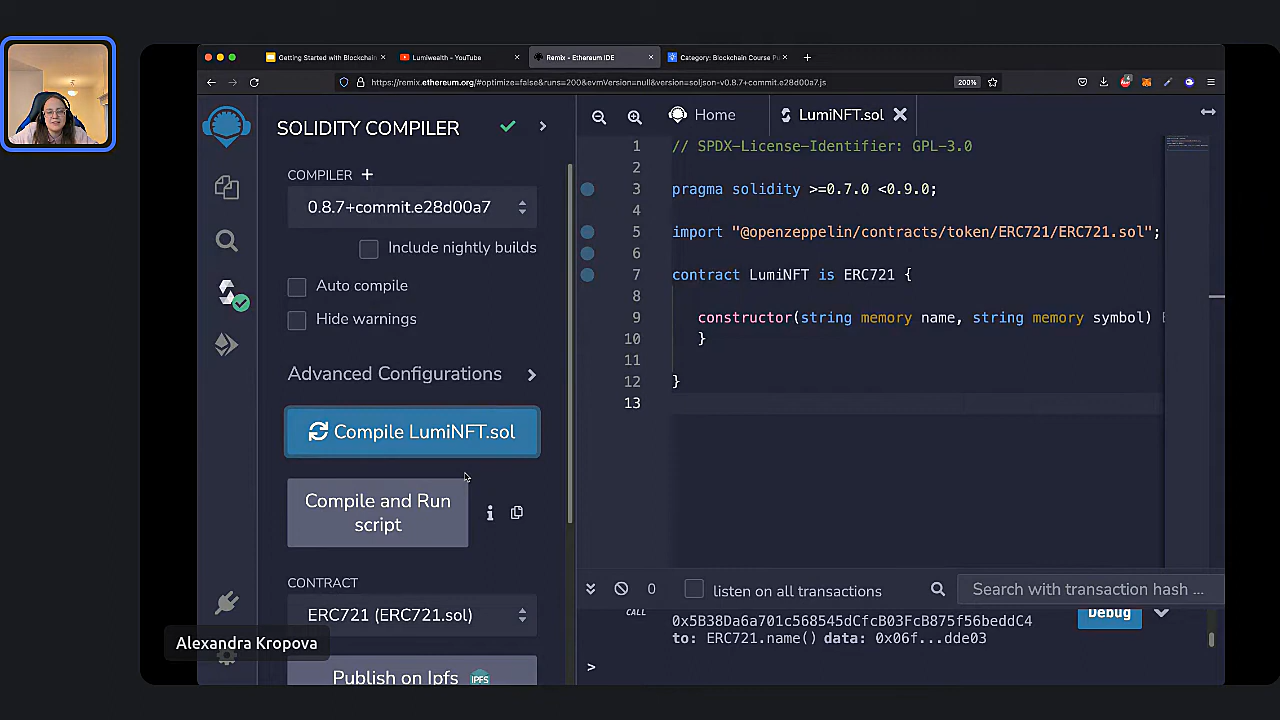 Getting Started with Blockchain
Lumiwealth - YouTube
Remix - Ethereum IDE
Category: Blockchain Course Pu
https://remix.ethereum.org/#optimize=false&runs=200&evmVersion=null&version=soljson-v0.8.7+commit.e28d00a7.js
200%
SOLIDITY COMPILER
COMPILER +
0.8.7+commit.e28d00a7
Include nightly builds
Auto compile
Hide warnings
Advanced Configurations
Compile LumiNFT.sol
Compile and Run
script
CONTRACT
ERC721 (ERC721.sol)
Publish on Ipfs IPFS
Alexandra Kropova
Home
LumiNFT.sol
1 // SPDX-License-Identifier: GPL-3.0
2
3 pragma solidity >=0.7.0 <0.9.0;
4
5 import "@openzeppelin/contracts/token/ERC721/ERC721.sol";
6
7 contract LumiNFT is ERC721 {
8
9 constructor(string memory name, string memory symbol)
10 }
11
12 }
13
0
listen on all transactions
Search with transaction hash ...
CALL
0x5B38Da6a701c568545dCfcB03FcB875f56beddC4
to: ERC721.name() data: 0x06f...dde03
Debug
>